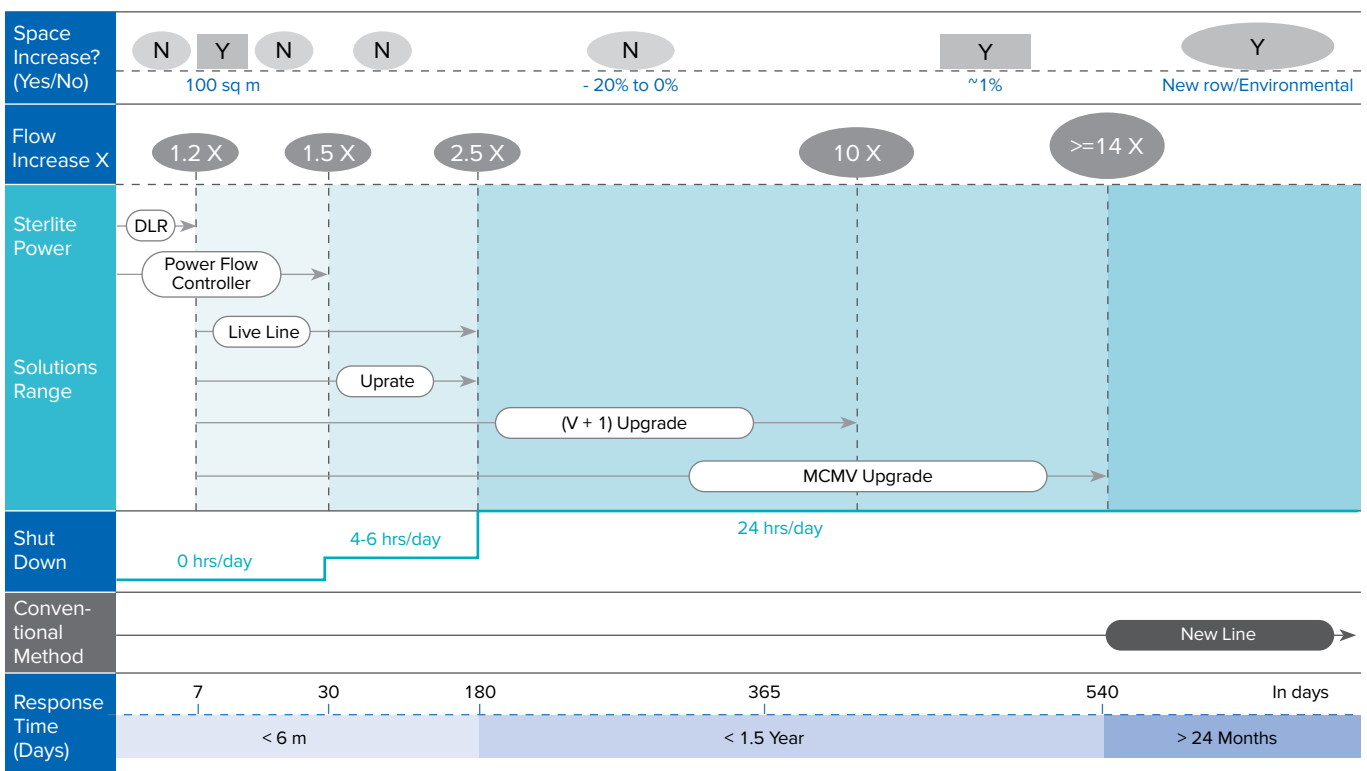 Space
Increase?
(Yes/No)
N Y N N N Y Y
100 sq m - 20% to 0% ~1% New row/Environmental
Flow
Increase X
1.2 X 1.5 X 2.5 X 10 X >=14 X
Sterlite
Power
DLR
Power Flow
Controller
Live Line
Solutions
Range
Uprate
(V + 1) Upgrade
MCMV Upgrade
Shut
Down
0 hrs/day 4-6 hrs/day 24 hrs/day
Conven-
tional
Method
New Line
Response
Time
(Days)
7 30 180 365 540 In days
< 6 m < 1.5 Year > 24 Months